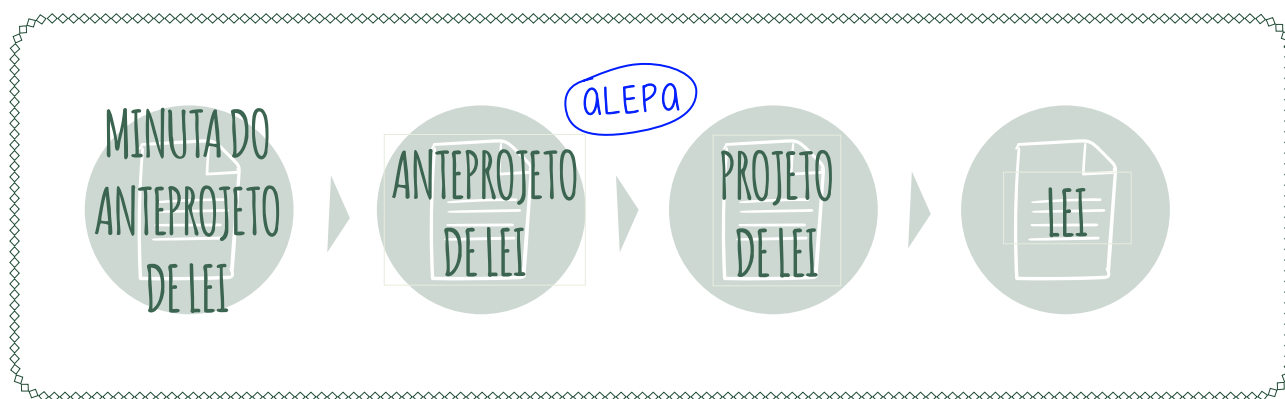 aLEPa
MINUTA DO
ANTEPROJETO
DE LEI
ANTEPROJETO
DE LEI
PROJETO
DE LEI
LEI